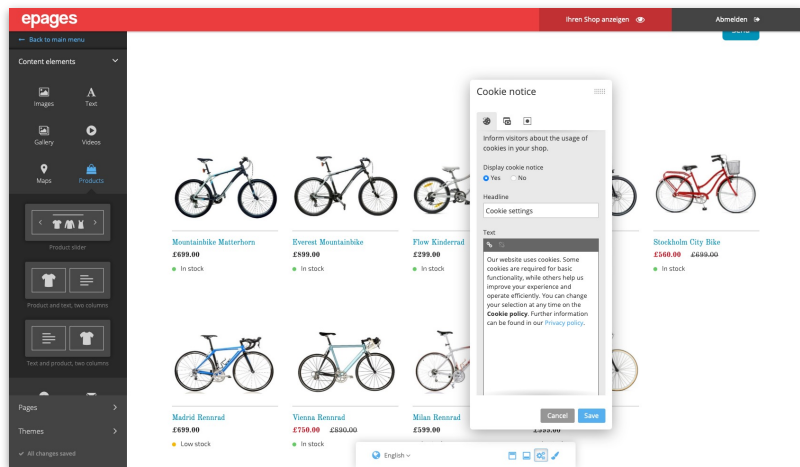 epages
Ihren Shop anzeigen
Abmelden
← Back to main menu
Content elements
Images
Text
Gallery
Videos
Maps
Products
Product slider
Product and text, two columns
Text and product, two columns
Pages
Themes
All changes saved
Cookie notice
Inform visitors about the usage of
cookies in your shop.
Display cookie notice
Yes
No
Headline
Cookie settings
Text
Our website uses cookies. Some
cookies are required for basic
functionality, while others help us
improve your experience and
operate efficiently. You can change
your selection at any time on the
Cookie policy. Further information
can be found in our Privacy policy.
Cancel
Save
Mountainbike Matterhorn
£699.00
In stock
Everest Mountainbike
£899.00
In stock
Flow Kinderrad
£299.00
In stock
Stockholm City Bike
£560.00 £699.00
In stock
Madrid Rennrad
£699.00
Low stock
Vienna Rennrad
£750.00 £890.00
In stock
Milan Rennrad
£599.00
English